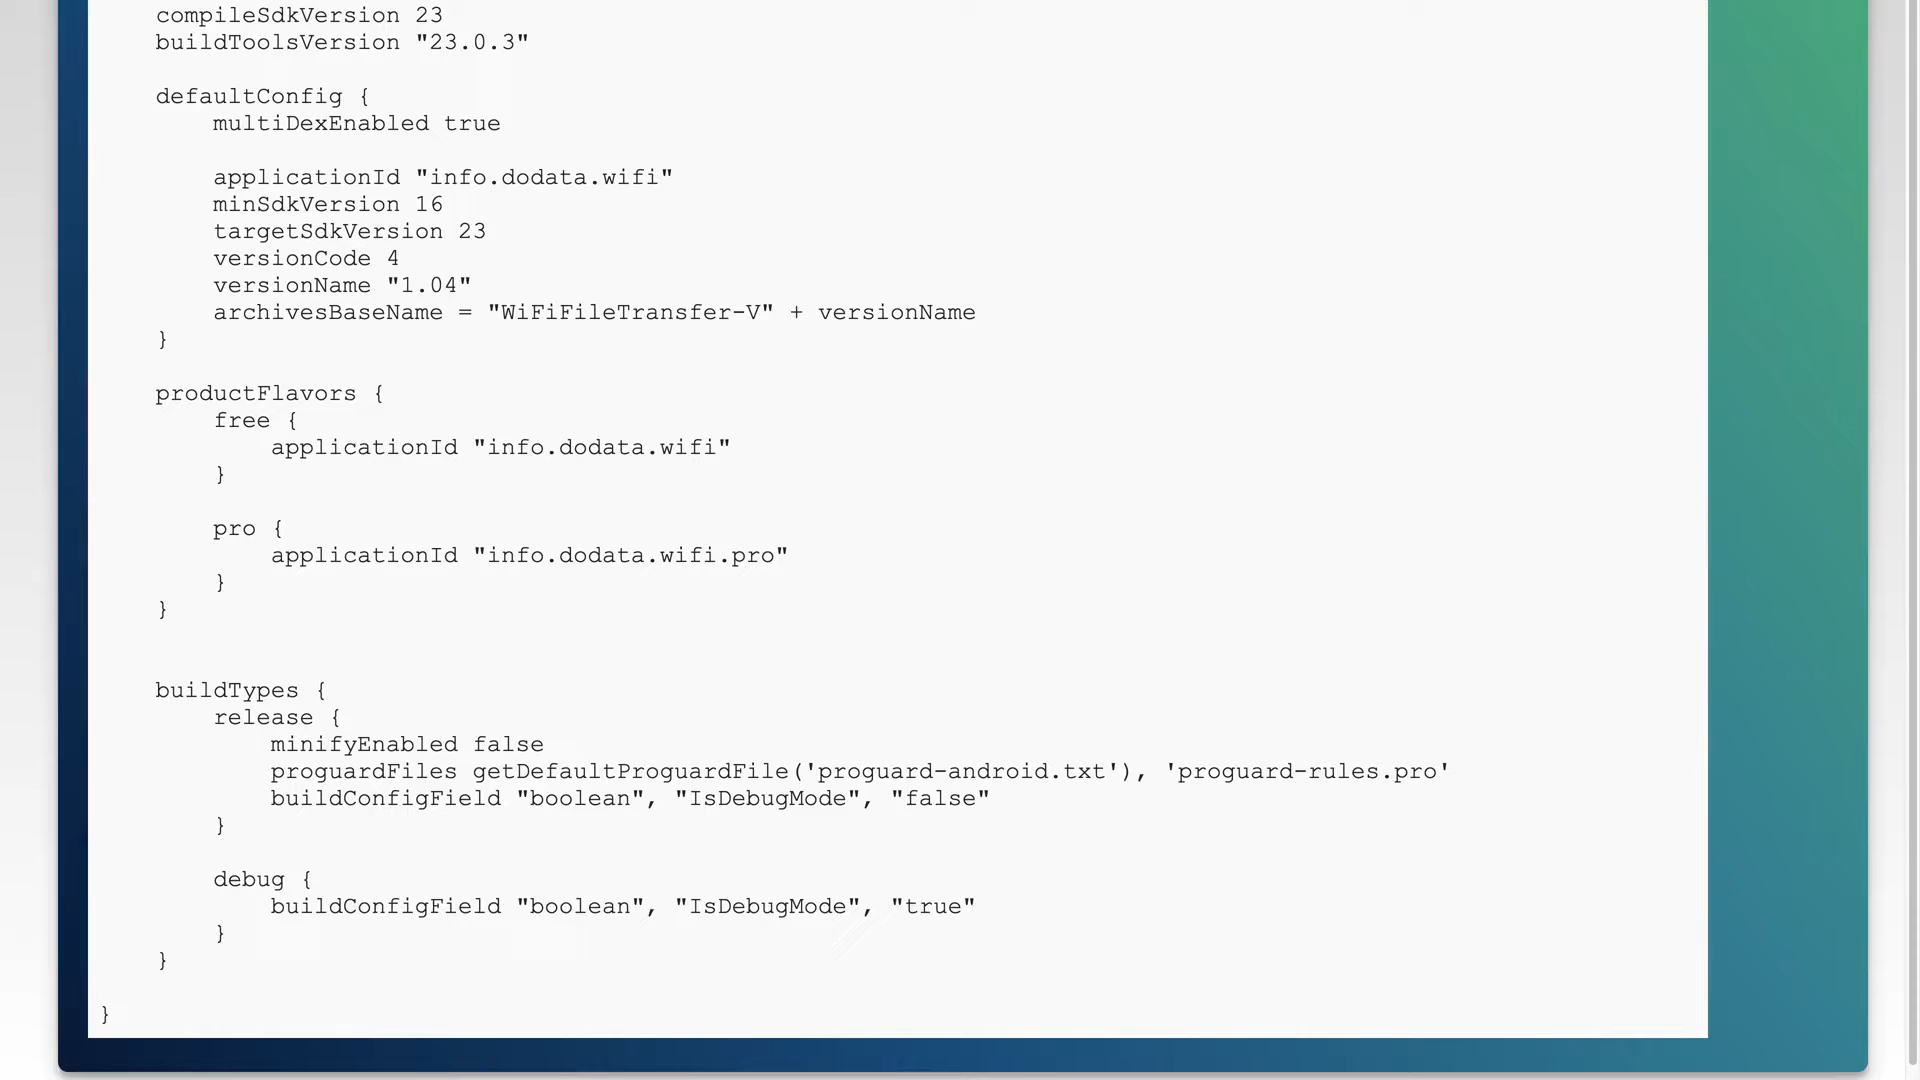 compileSdkVersion 23
buildToolsVersion "23.0.3"
defaultConfig {
multiDexEnabled true
applicationId "info.dodata.wifi"
minSdkVersion 16
targetSdkVersion 23
versionCode 4
versionName "1.04"
archivesBaseName = "WiFiFileTransfer-V" + versionName
}
productFlavors {
free {
applicationId "info.dodata.wifi"
}
pro {
applicationId "info.dodata.wifi.pro"
}
}
buildTypes {
release {
minifyEnabled false
proguardFiles getDefaultProguardFile('proguard-android.txt'), 'proguard-rules.pro'
buildConfigField "boolean", "IsDebugMode", "false"
}
debug {
buildConfigField "boolean", "IsDebugMode", "true"
}
}
}